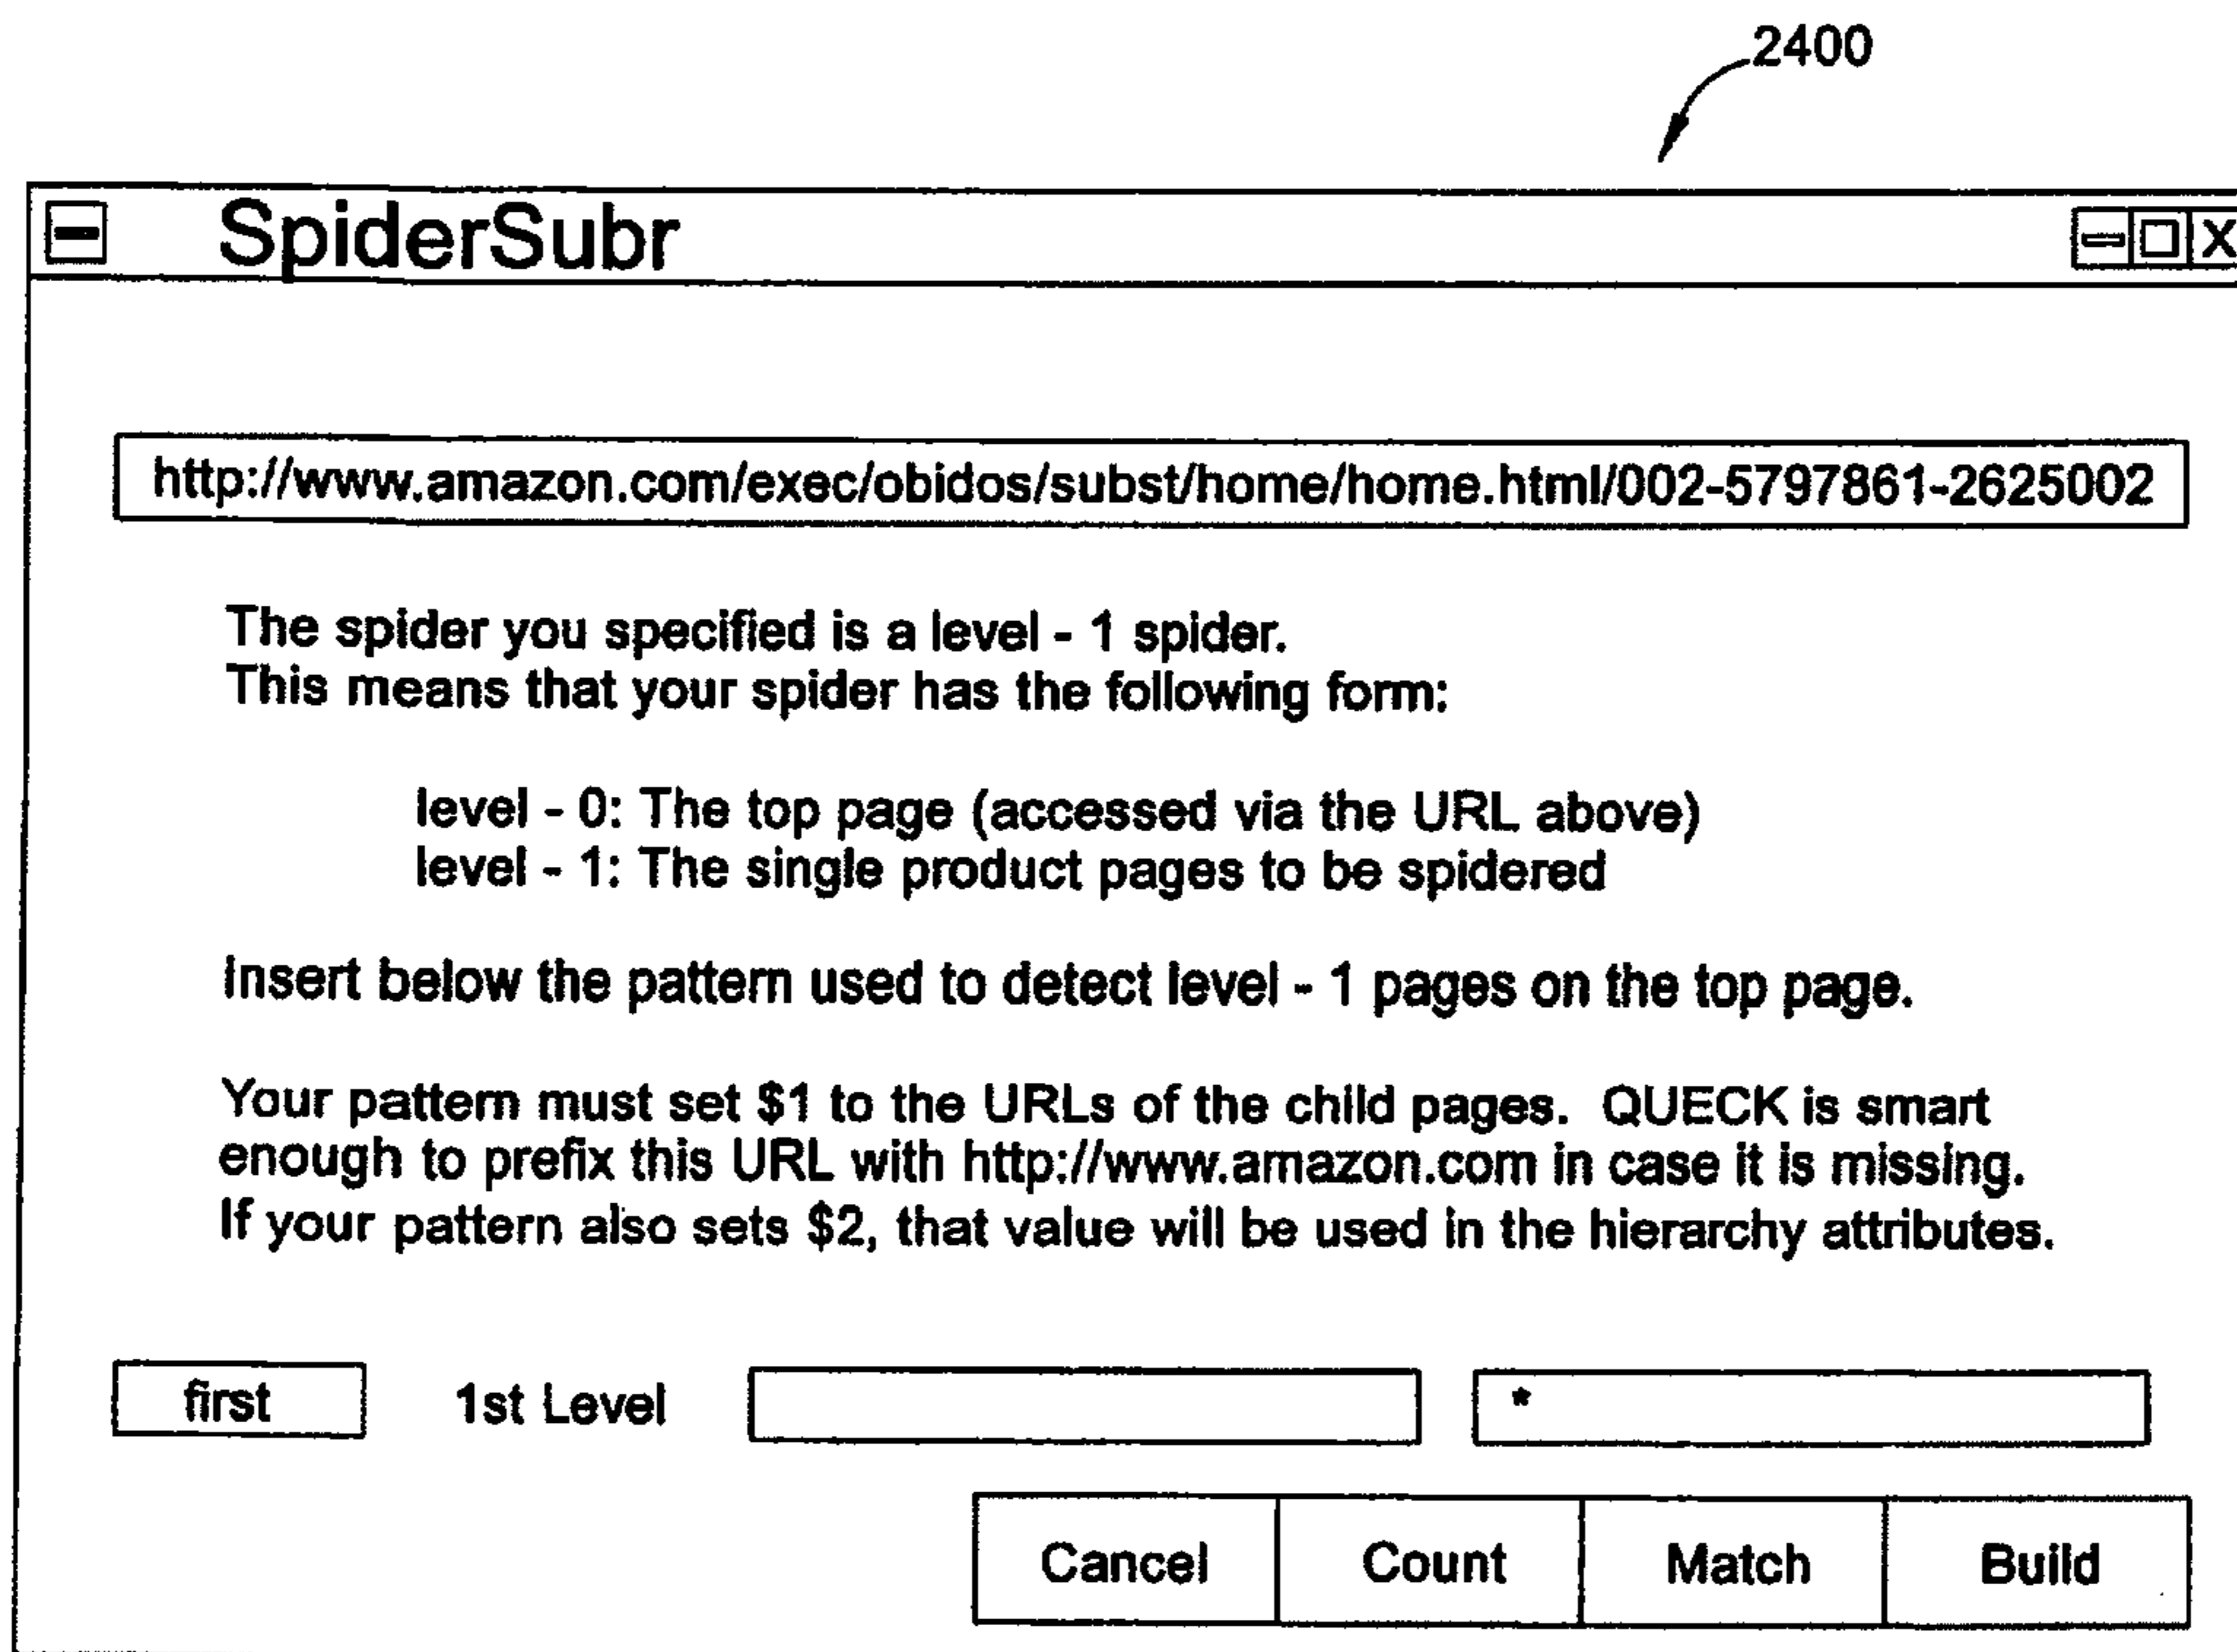 2400
SpiderSubr
http://www.amazon.com/exec/obidos/subst/home/home.html/002-5797861-2625002
The spider you specified is a level - 1 spider.
This means that your spider has the following form:
level - 0: The top page (accessed via the URL above)
level - 1: The single product pages to be spidered
Insert below the pattern used to detect level - 1 pages on the top page.
Your pattern must set $1 to the URLs of the child pages. QUECK is smart
enough to prefix this URL with http://www.amazon.com in case it is missing.
If your pattern also sets $2, that value will be used in the hierarchy attributes.
first 1st Level *
Cancel Count Match Build